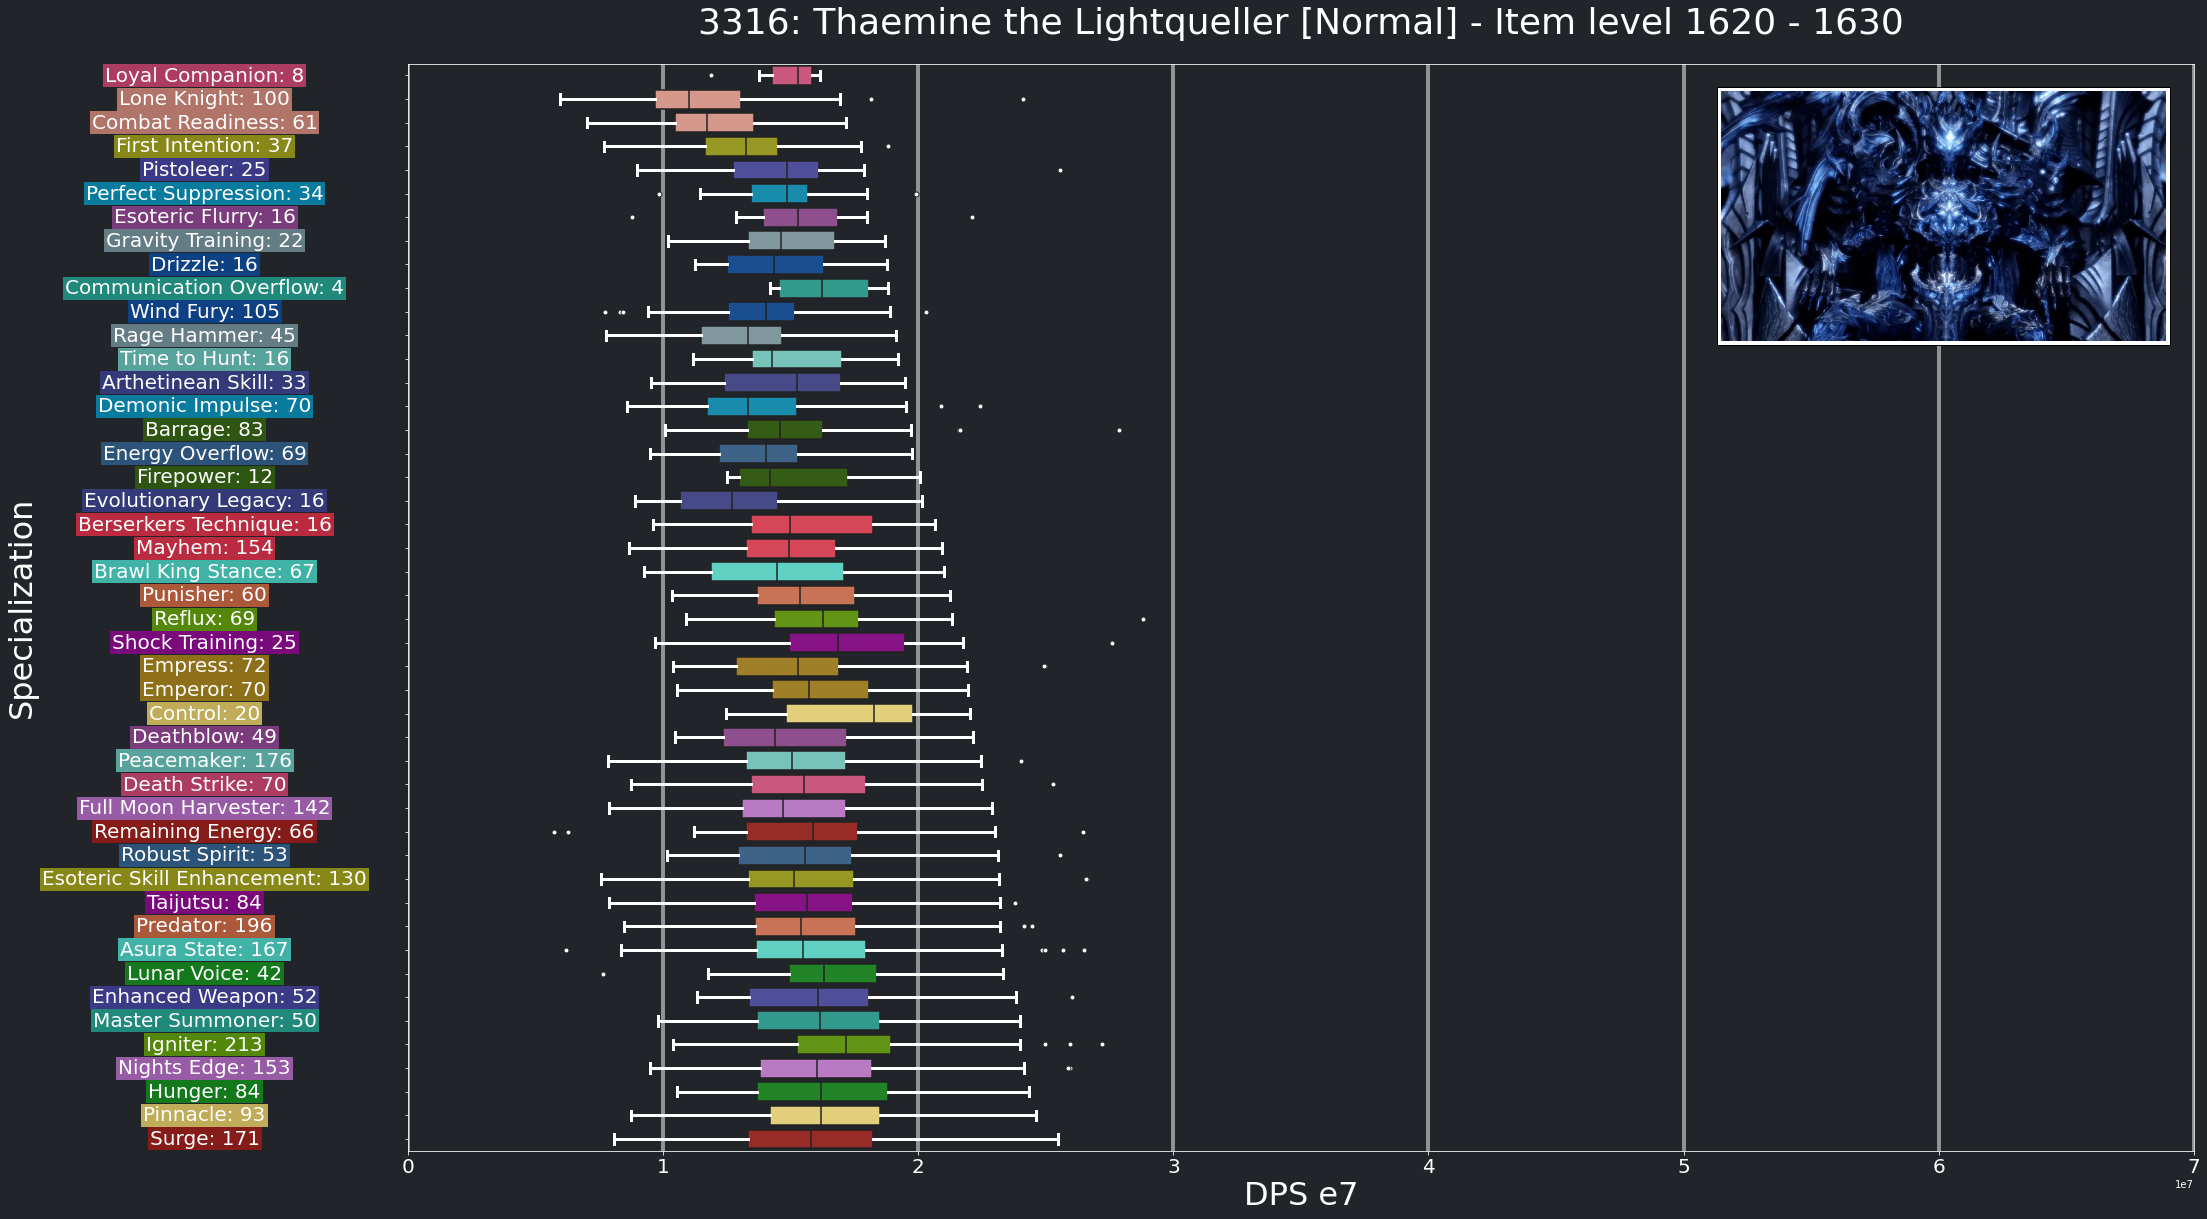 3316: Thaemine the Lightqueller [Normal] - Item level 1620 - 1630
Specialization
Loyal Companion: 8
Lone Knight: 100
Combat Readiness: 61
First Intention: 37
Pistoleer: 25
Perfect Suppression: 34
Esoteric Flurry: 16
Gravity Training: 22
Drizzle: 16
Communication Overflow: 4
Wind Fury: 105
Rage Hammer: 45
Time to Hunt: 16
Arthetinean Skill: 33
Demonic Impulse: 70
Barrage: 83
Energy Overflow: 69
Firepower: 12
Evolutionary Legacy: 16
Berserkers Technique: 16
Mayhem: 154
Brawl King Stance: 67
Punisher: 60
Reflux: 69
Shock Training: 25
Empress: 72
Emperor: 70
Control: 20
Deathblow: 49
Peacemaker: 176
Death Strike: 70
Full Moon Harvester: 142
Remaining Energy: 66
Robust Spirit: 53
Esoteric Skill Enhancement: 130
Taijutsu: 84
Predator: 196
Asura State: 167
Lunar Voice: 42
Enhanced Weapon: 52
Master Summoner: 50
Igniter: 213
Nights Edge: 153
Hunger: 84
Pinnacle: 93
Surge: 171
0 1 2 3 4 5 6 7
1e7
DPS e7